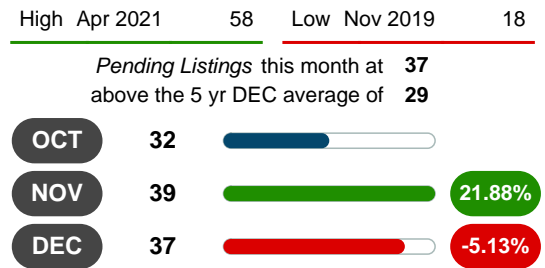 High Apr 2021 58 Low Nov 2019 18
Pending Listings this month at 37
above the 5 yr DEC average of 29
OCT 32
NOV 39 21.88%
DEC 37 -5.13%